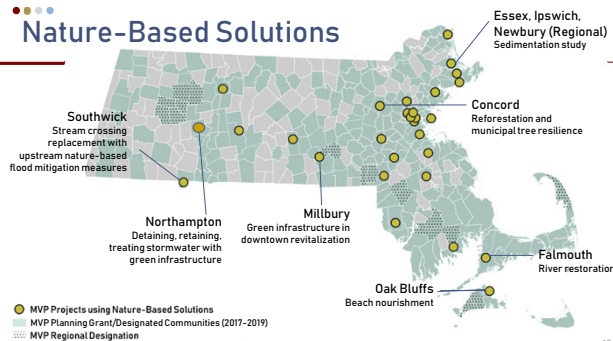 Nature-Based Solutions
Essex, Ipswich,
Newbury (Regional)
Sedimentation study
Concord
Reforestation and
municipal tree resilience
Southwick
Stream crossing
replacement with
upstream nature-based
flood mitigation measures
Northampton
Detaining, retaining,
treating stormwater with
green infrastructure
Millbury
Green infrastructure in
downtown revitalization
Falmouth
River restoration
Oak Bluffs
Beach nourishment
MVP Projects using Nature-Based Solutions
MVP Planning Grant/Designated Communities (2017-2019)
MVP Regional Designation